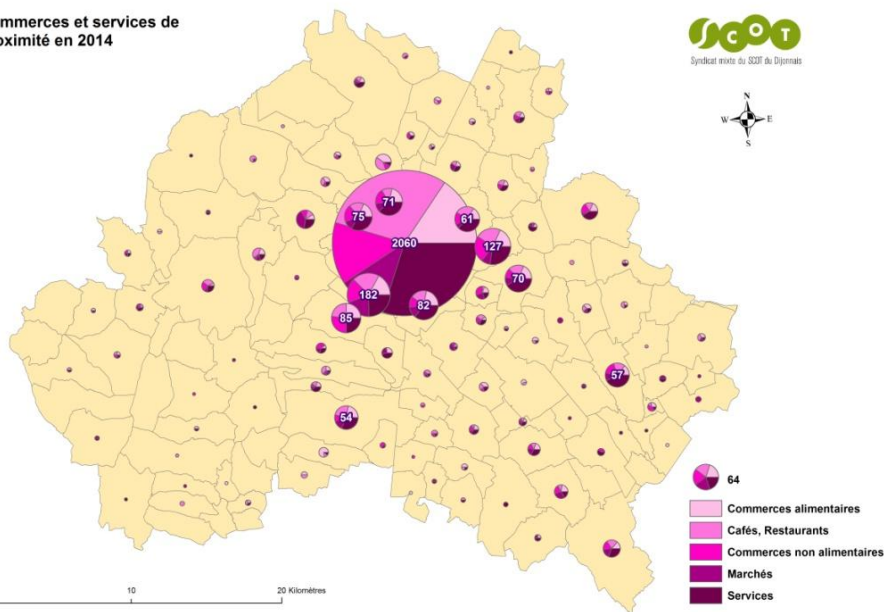 mmerces et services de
oximité en 2014
SCOT
Syndicat mixte du SCOT du Dijonnais
N
W E
S
71
75
61
2060
127
70
182
82
85
57
54
64
Commerces alimentaires
Cafés, Restaurants
Commerces non alimentaires
Marchés
Services
10
20 Kilomètres